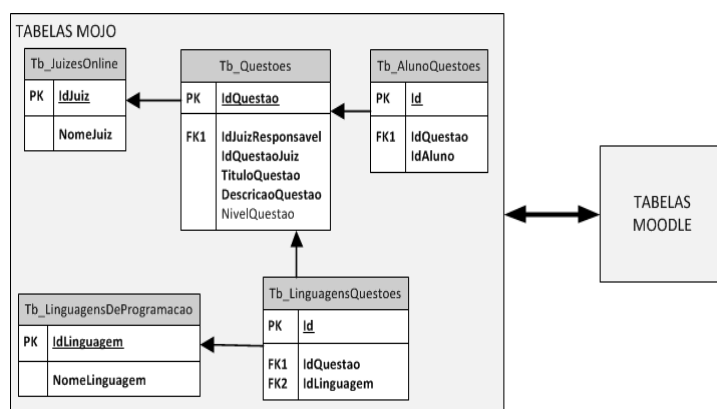 TABELAS MOJO
Tb_JuizesOnline
PK IdJuiz
NomeJuiz
Tb_Questoes
PK IdQuestao
FK1 IdJuizResponsavel
IdQuestaoJuiz
TituloQuestao
DescricaoQuestao
NivelQuestao
Tb_AlunoQuestoes
PK Id
FK1 IdQuestao
IdAluno
TABELAS
MOODLE
Tb_LinguagensDeProgramacao
PK IdLinguagem
NomeLinguagem
Tb_LinguagensQuestoes
PK Id
FK1 IdQuestao
FK2 IdLinguagem